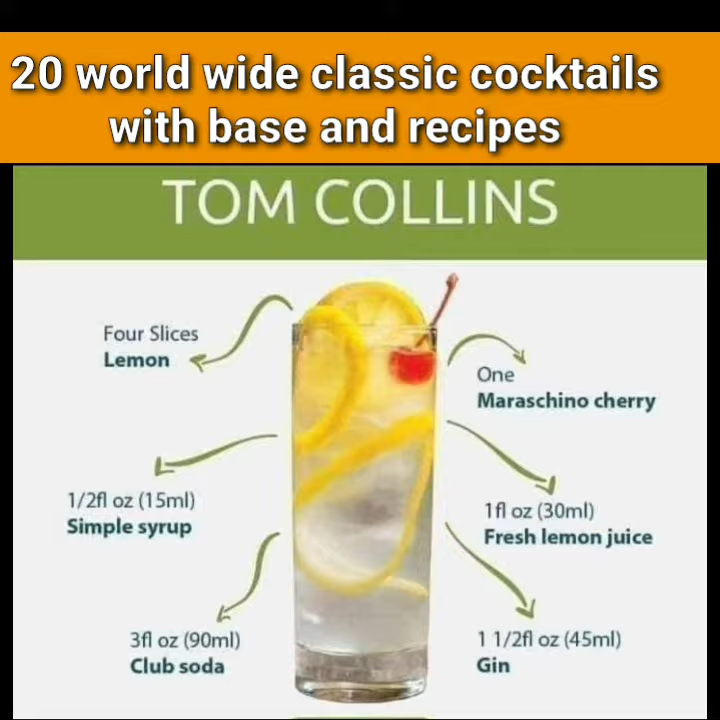 20 world wide classic cocktails
with base and recipes
TOM COLLINS
Four Slices
Lemon
One
Maraschino cherry
1/2fl oz (15ml)
Simple syrup
1fl oz (30ml)
Fresh lemon juice
3fl oz (90ml)
Club soda
1 1/2fl oz (45ml)
Gin